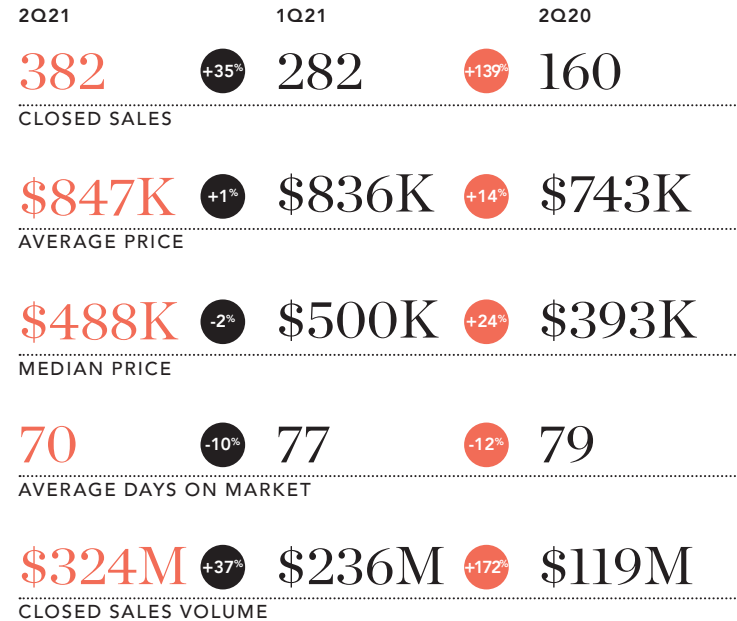 2Q21 1Q21 2Q20
382 +35% 282 +139% 160
CLOSED SALES
$847K +1% $836K +14% $743K
AVERAGE PRICE
$488K -2% $500K +24% $393K
MEDIAN PRICE
70 -10% 77 -12% 79
AVERAGE DAYS ON MARKET
$324M +37% $236M +172% $119M
CLOSED SALES VOLUME